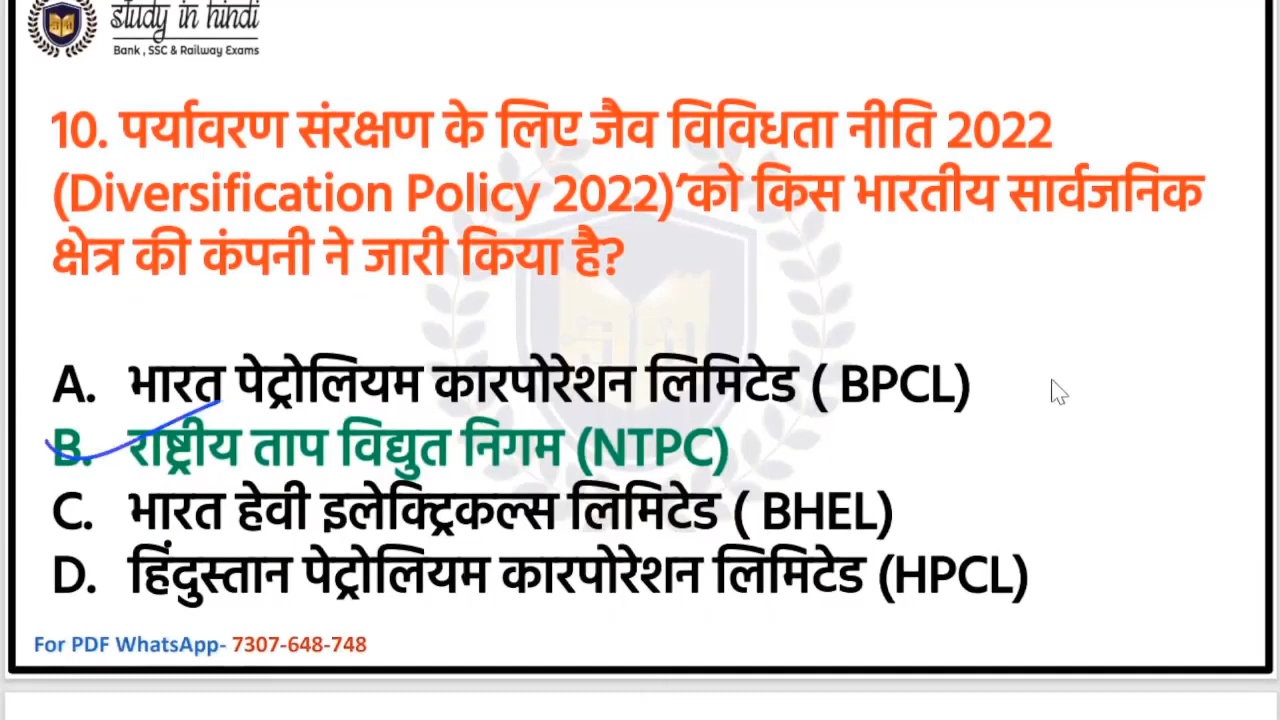 study in hindi
Bank , SSC & Railway Exams
10. पर्यावरण संरक्षण के लिए जैव विविधता नीति 2022
(Diversification Policy 2022)’को किस भारतीय सार्वजनिक
क्षेत्र की कंपनी ने जारी किया है?
A. भारत पेट्रोलियम कारपोरेशन लिमिटेड ( BPCL)
B. राष्ट्रीय ताप विद्युत निगम (NTPC)
C. भारत हेवी इलेक्ट्रिकल्स लिमिटेड ( BHEL)
D. हिंदुस्तान पेट्रोलियम कारपोरेशन लिमिटेड (HPCL)
For PDF WhatsApp- 7307-648-748